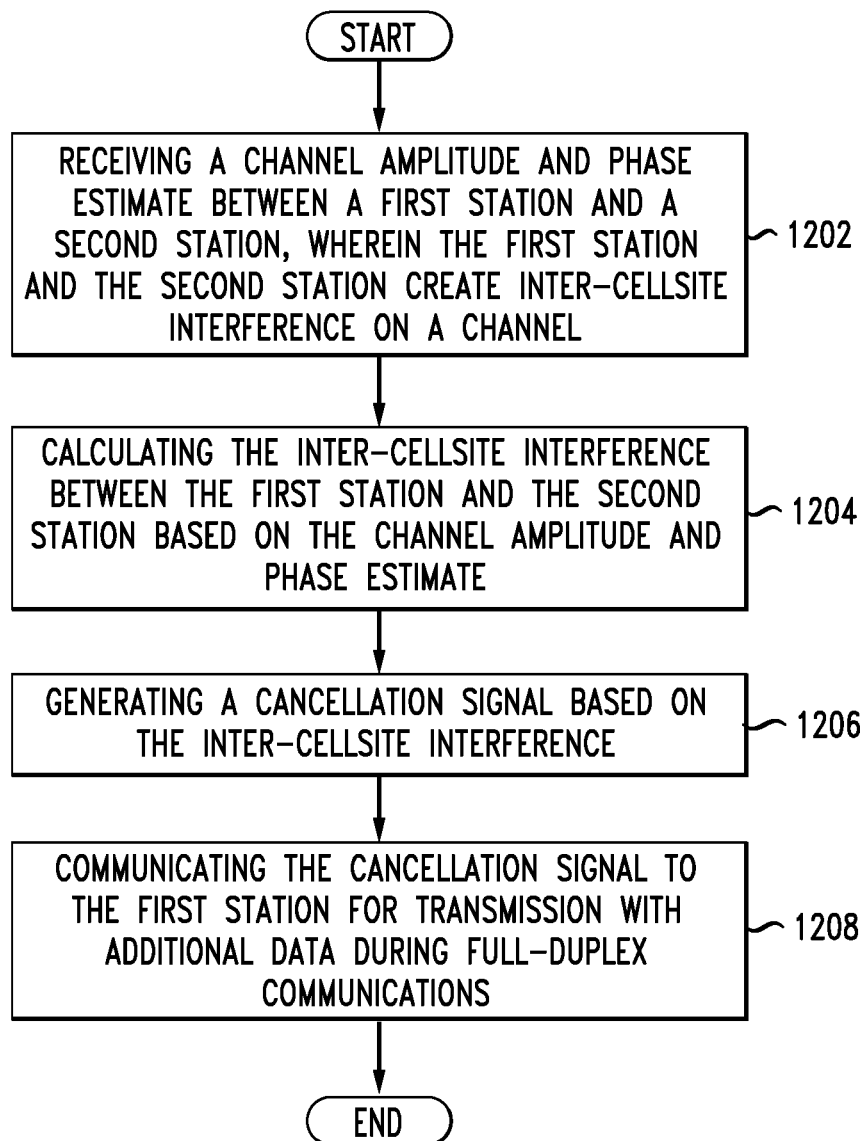 START
RECEIVING A CHANNEL AMPLITUDE AND PHASE
ESTIMATE BETWEEN A FIRST STATION AND A
SECOND STATION, WHEREIN THE FIRST STATION
AND THE SECOND STATION CREATE INTER-CELLSITE
INTERFERENCE ON A CHANNEL
1202
CALCULATING THE INTER-CELLSITE INTERFERENCE
BETWEEN THE FIRST STATION AND THE SECOND
STATION BASED ON THE CHANNEL AMPLITUDE AND
PHASE ESTIMATE
1204
GENERATING A CANCELLATION SIGNAL BASED ON
THE INTER-CELLSITE INTERFERENCE
1206
COMMUNICATING THE CANCELLATION SIGNAL TO
THE FIRST STATION FOR TRANSMISSION WITH
ADDITIONAL DATA DURING FULL-DUPLEX
COMMUNICATIONS
1208
END